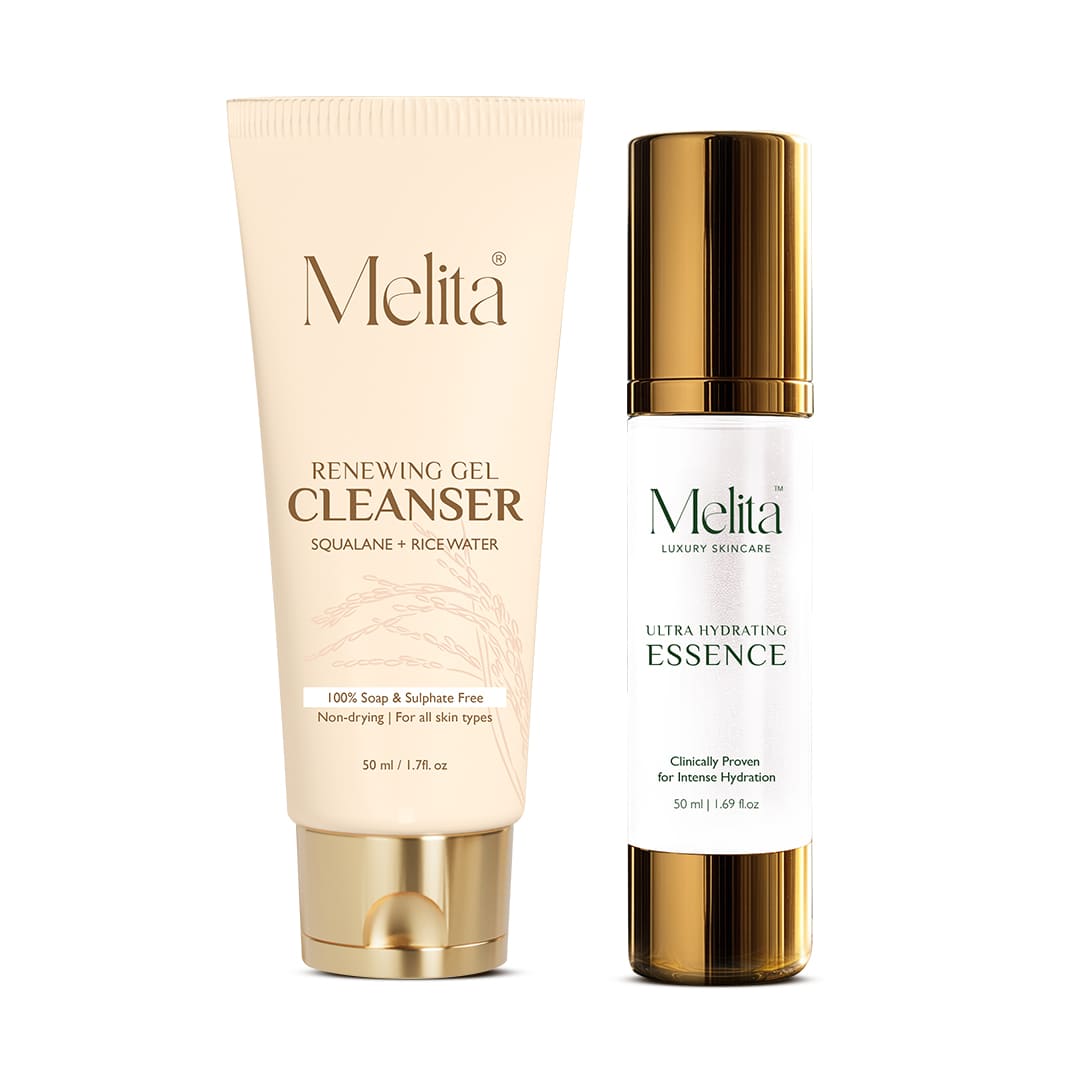 Melita®
RENEWING GEL
CLEANSER
SQUALANE + RICE WATER
100% Soap & Sulphate Free
Non-drying | For all skin types
50 ml / 1.7fl. oz
Melita™
LUXURY SKINCARE
ULTRA HYDRATING
ESSENCE
Clinically Proven
for Intense Hydration
50 ml | 1.69 fl.oz